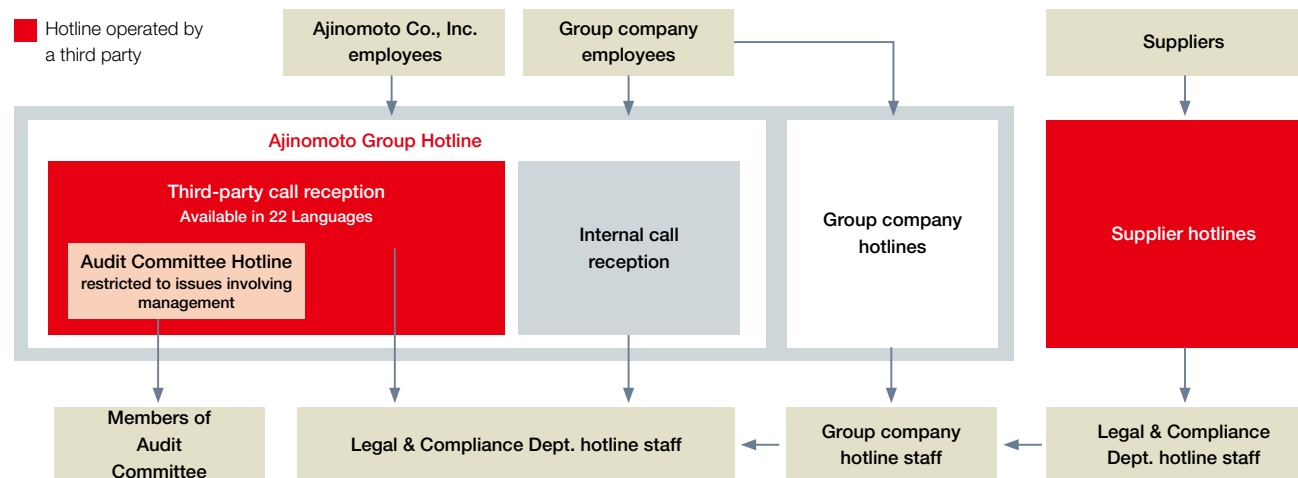 Hotline operated by
a third party
Ajinomoto Co., Inc.
employees
Group company
employees
Suppliers
Ajinomoto Group Hotline
Third-party call reception
Available in 22 Languages
Audit Committee Hotline
restricted to issues involving
management
Internal call
reception
Group company
hotlines
Supplier hotlines
Members of
Audit
Committee
Legal & Compliance Dept. hotline staff
Group company
hotline staff
Legal & Compliance
Dept. hotline staff